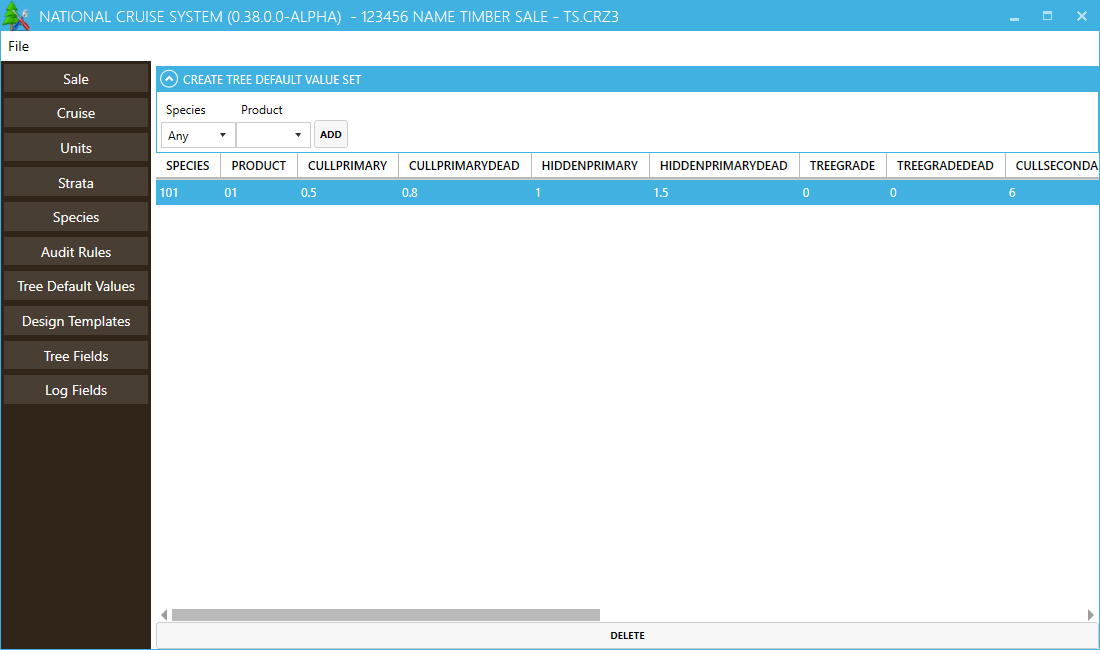 NATIONAL CRUISE SYSTEM (0.38.0.0-ALPHA) - 123456 NAME TIMBER SALE - TS.CRZ3
File
Sale
Cruise
Units
Strata
Species
Audit Rules
Tree Default Values
Design Templates
Tree Fields
Log Fields
CREATE TREE DEFAULT VALUE SET
Species Product
Any ADD
SPECIES PRODUCT CULLPRIMARY CULLPRIMARYDEAD HIDDENPRIMARY HIDDENPRIMARYDEAD TREEGRADE TREEGRADEDEAD CULLSECONDA
101 01 0.5 0.8 1 1.5 0 0 6
DELETE